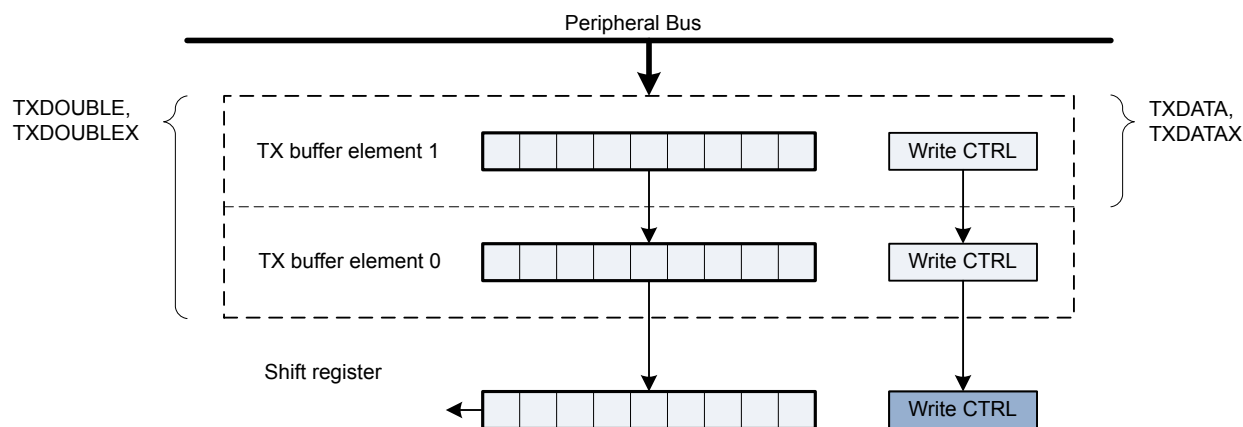 Peripheral Bus
TXDOUBLE,
TXDOUBLEX
TXDATA,
TXDATAX
TX buffer element 1
Write CTRL
TX buffer element 0
Write CTRL
Shift register
Write CTRL